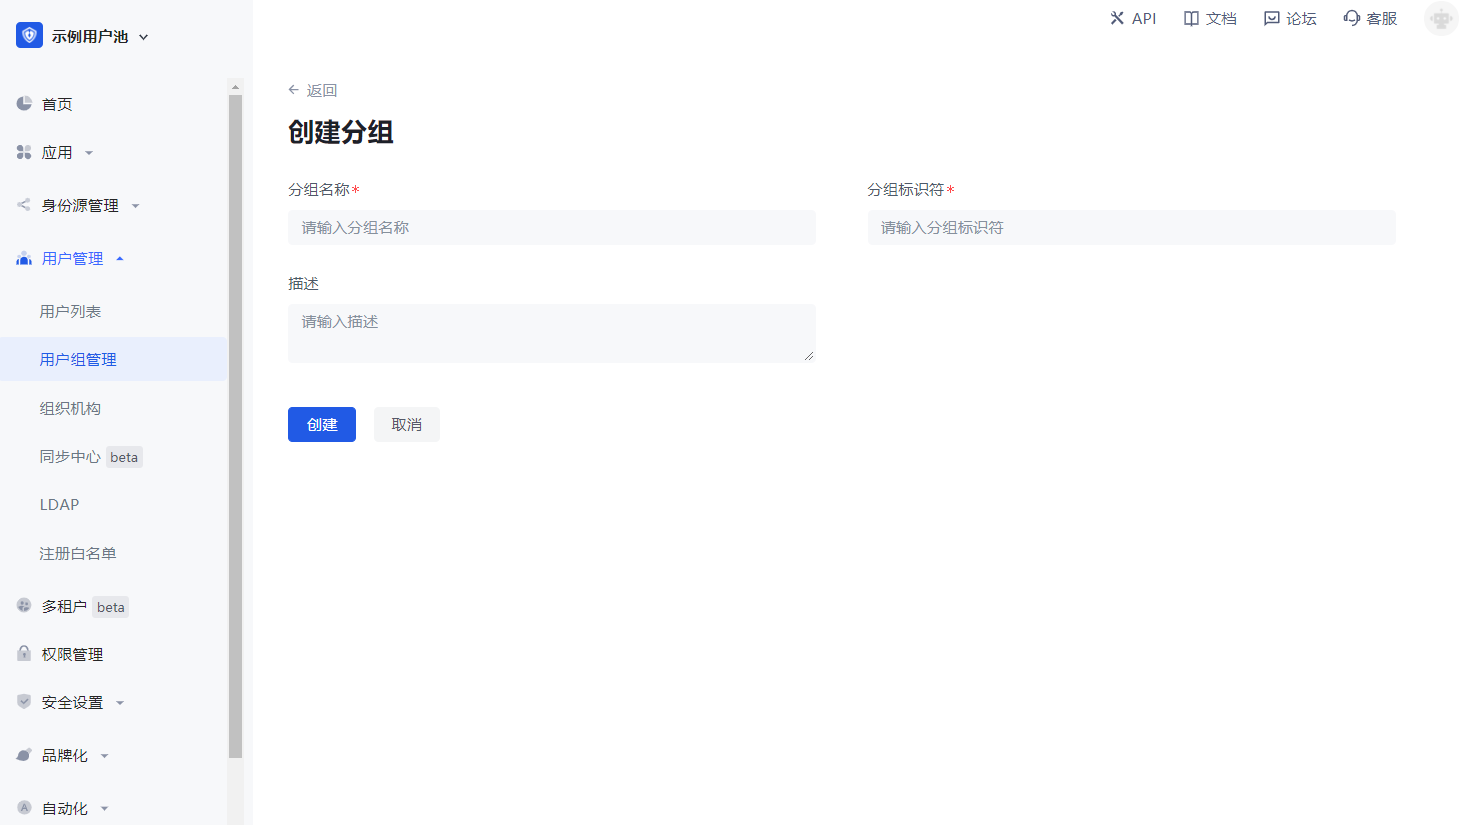 示例用户池
API 文档 论坛 客服
首页
应用
身份源管理
用户管理
用户列表
用户组管理
组织机构
同步中心 beta
LDAP
注册白名单
多租户 beta
权限管理
安全设置
品牌化
自动化
返回
创建分组
分组名称* 分组标识符*
请输入分组名称 请输入分组标识符
描述
请输入描述
创建 取消